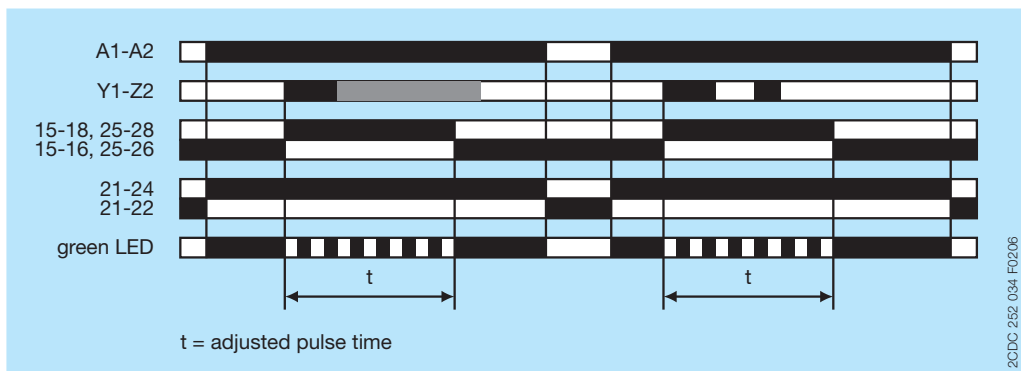 A1-A2
Y1-Z2
15-18, 25-28
15-16, 25-26
21-24
21-22
green LED
t
t
t = adjusted pulse time
2CDC 252 034 F0206